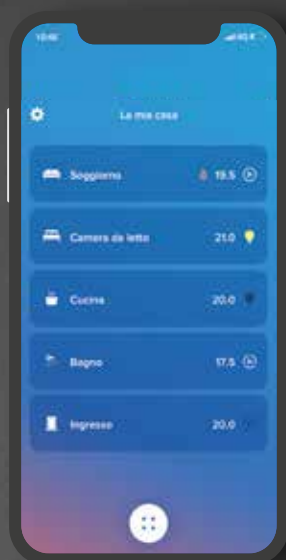 La mia casa
Soggiorno 19.5
Camera da letto 21.0
Cucina 20.0
Bagno 17.5
Ingresso 20.0